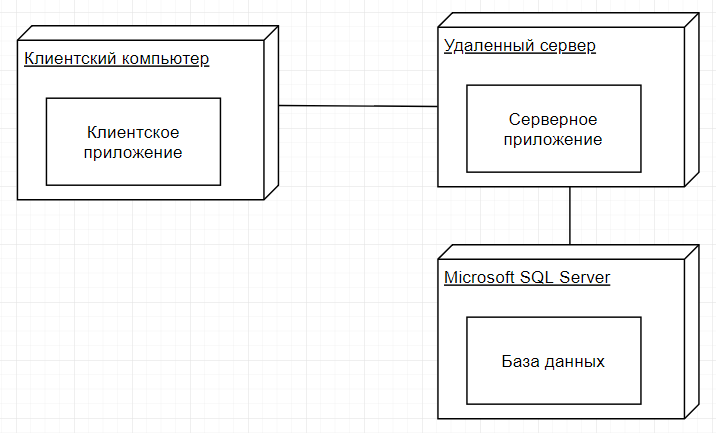 Клиентский компьютер
Клиентское
приложение
Удаленный сервер
Серверное
приложение
Microsoft SQL Server
База данных